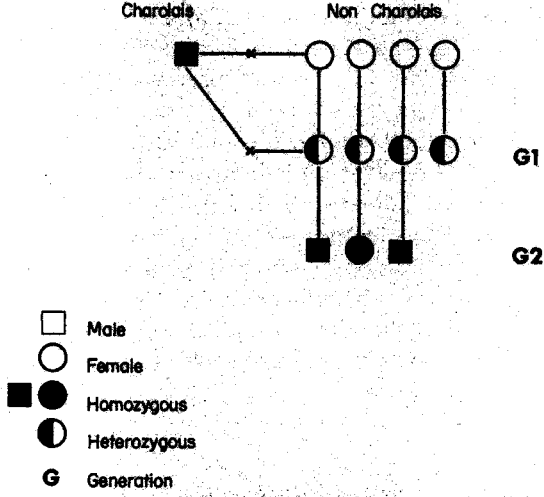 Charolais Non Charolais
G1
G2
Male
Female
Homozygous
Heterozygous
G Generation